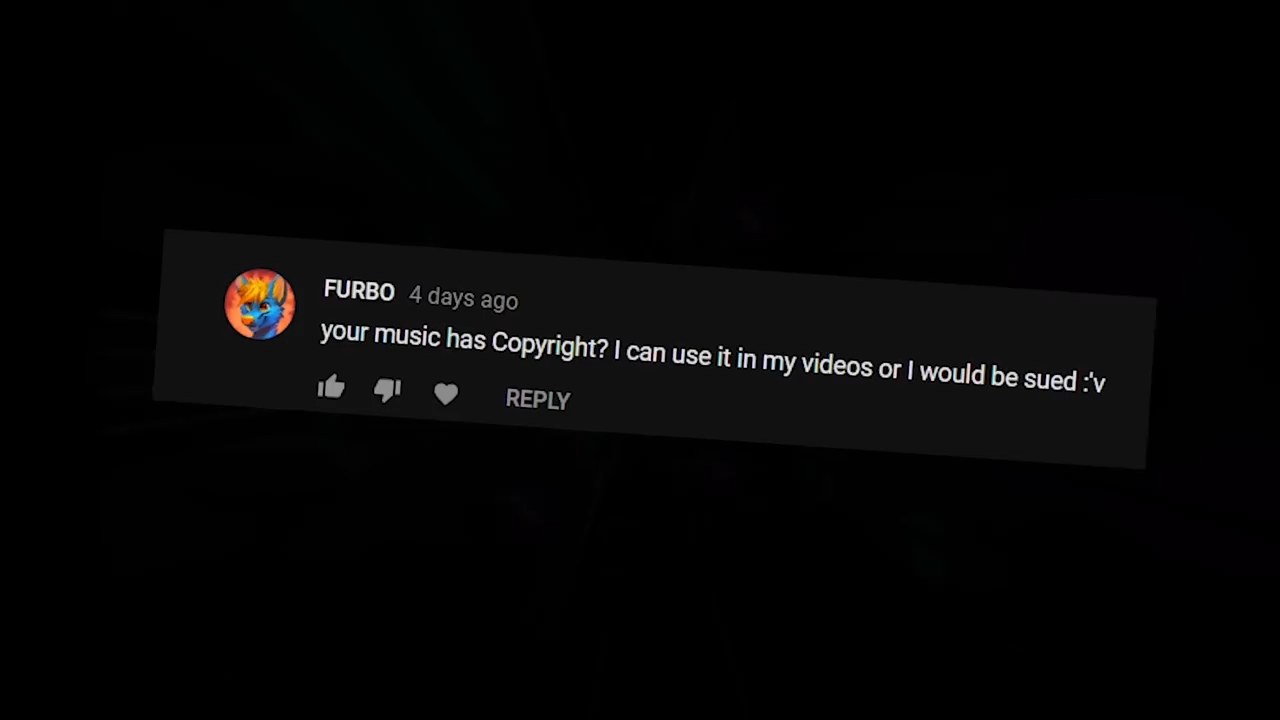 FURBO 4 days ago
your music has Copyright? I can use it in my videos or I would be sued :'v
REPLY